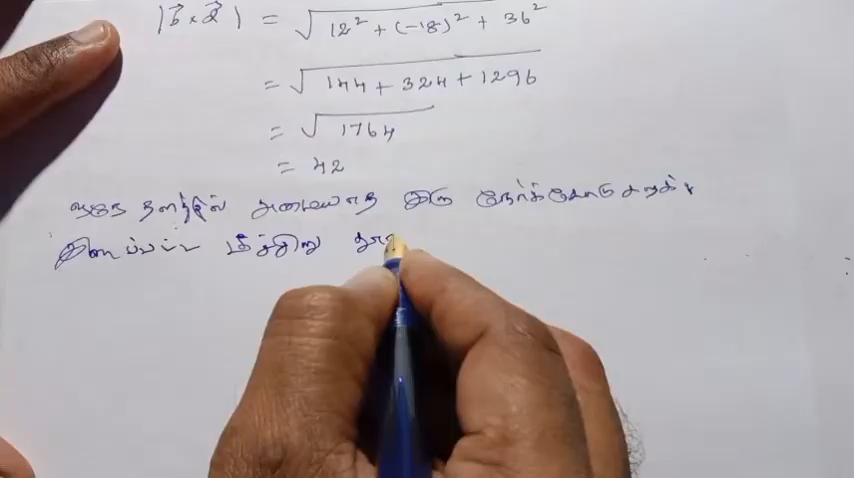 |b⃗ × d⃗| = √12² + (-18)² + 36²
= √144 + 324 + 1296
= √1764
= 42
ஒரே தளத்தில் அமையாத இரு நேர்க்கோடுகளுக்கு
இடைப்பட்ட மீச்சிறு தூ